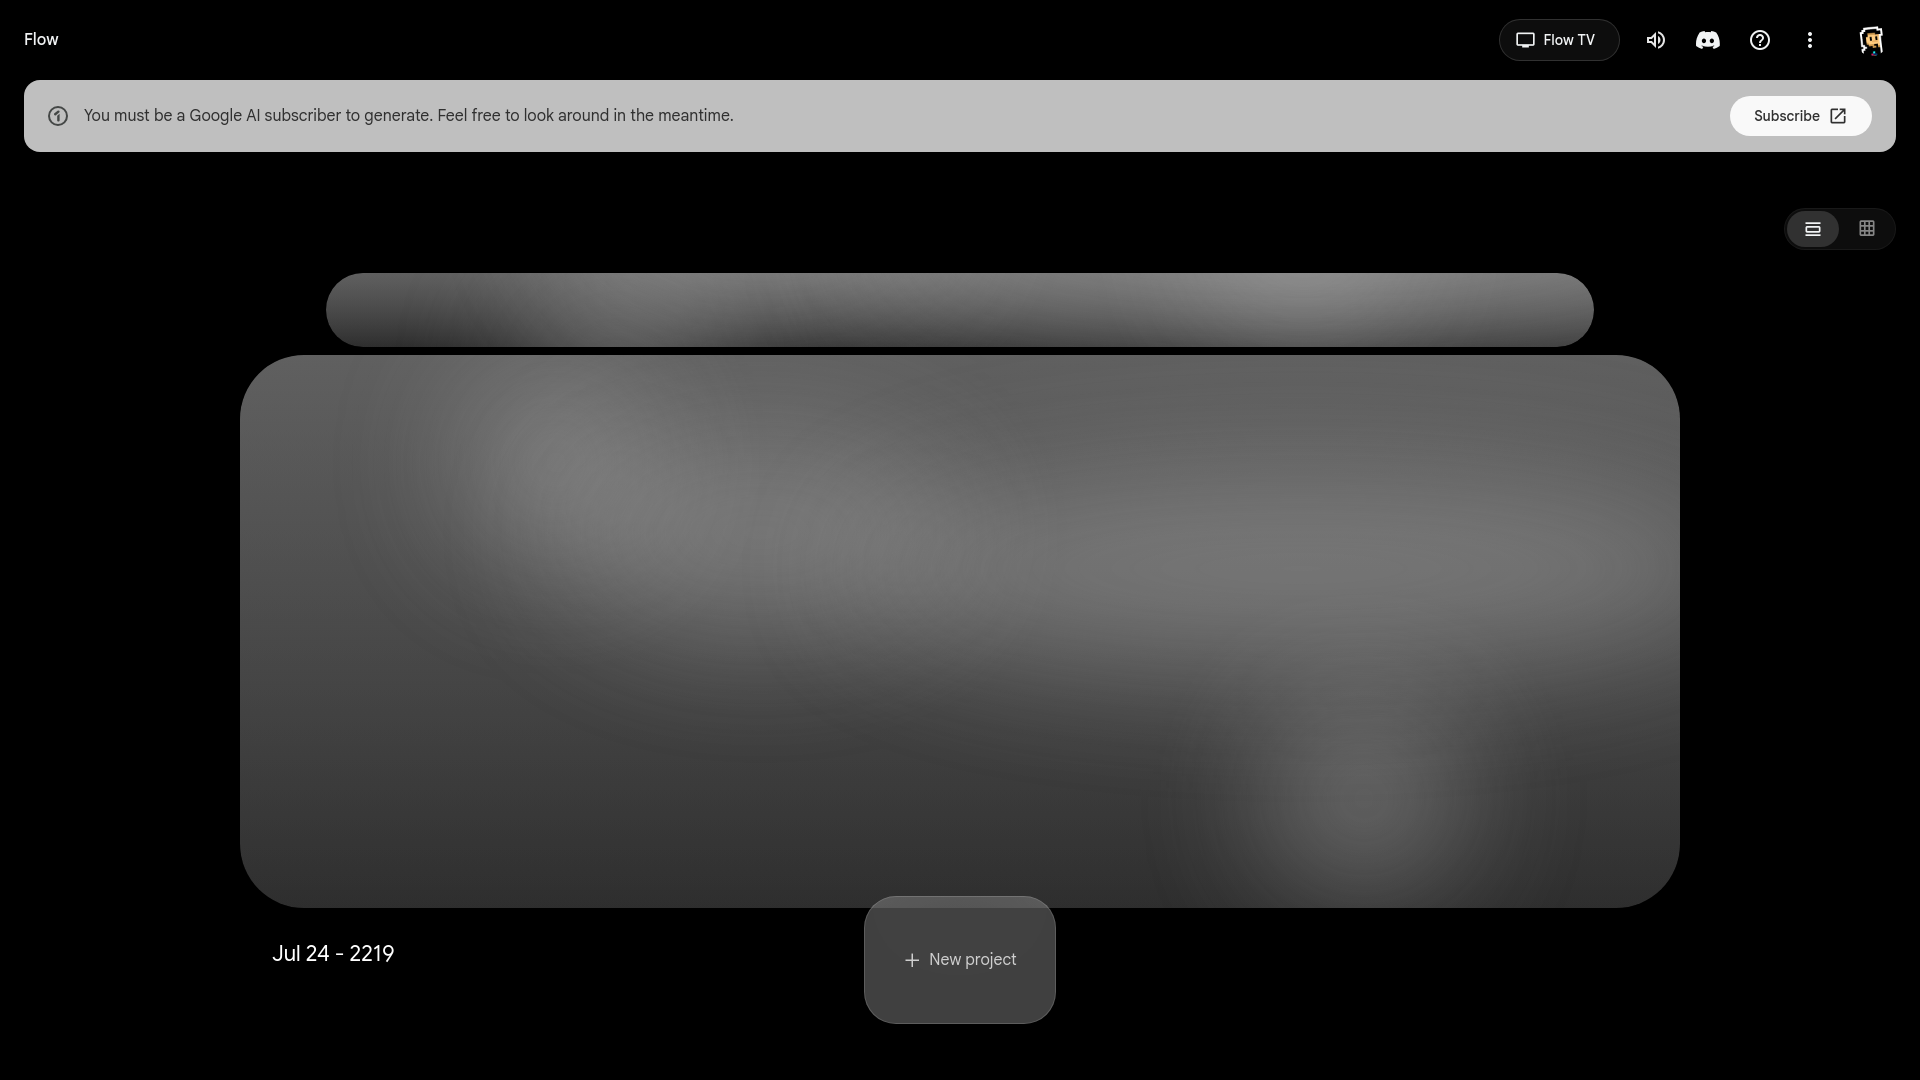 Flow
Flow TV
You must be a Google AI subscriber to generate. Feel free to look around in the meantime.
Subscribe
Jul 24 - 2219
New project